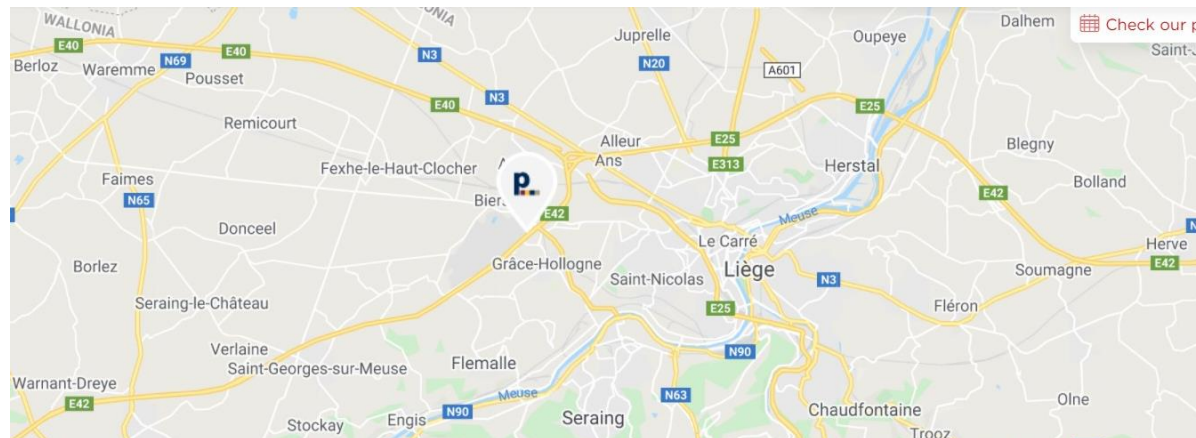 WALLONIA
WALLONIA
Dalhem
Check our p
Juprelle
Oupeye
E40
N69
E40
N3
N20
A601
Saint-J
Berloz
Waremme
Pousset
E40
N3
E25
Remicourt
Alleur
E25
Blegny
Fexhe-le-Haut-Clocher
A
Ans
E313
Herstal
Faimes
p
E42
Bolland
N65
Biers
E42
Meuse
Donceel
Le Carré
N
Borlez
Grâce-Hollogne
Saint-Nicolas
Liège
N3
Soumagne
Herve
E42
Seraing-le-Château
E25
Fléron
Verlaine
Saint-Georges-sur-Meuse
Flemalle
N90
Warnant-Dreye
E42
Meuse
N63
Olne
Stockay
Engis
N90
Seraing
Chaudfontaine
Trooz